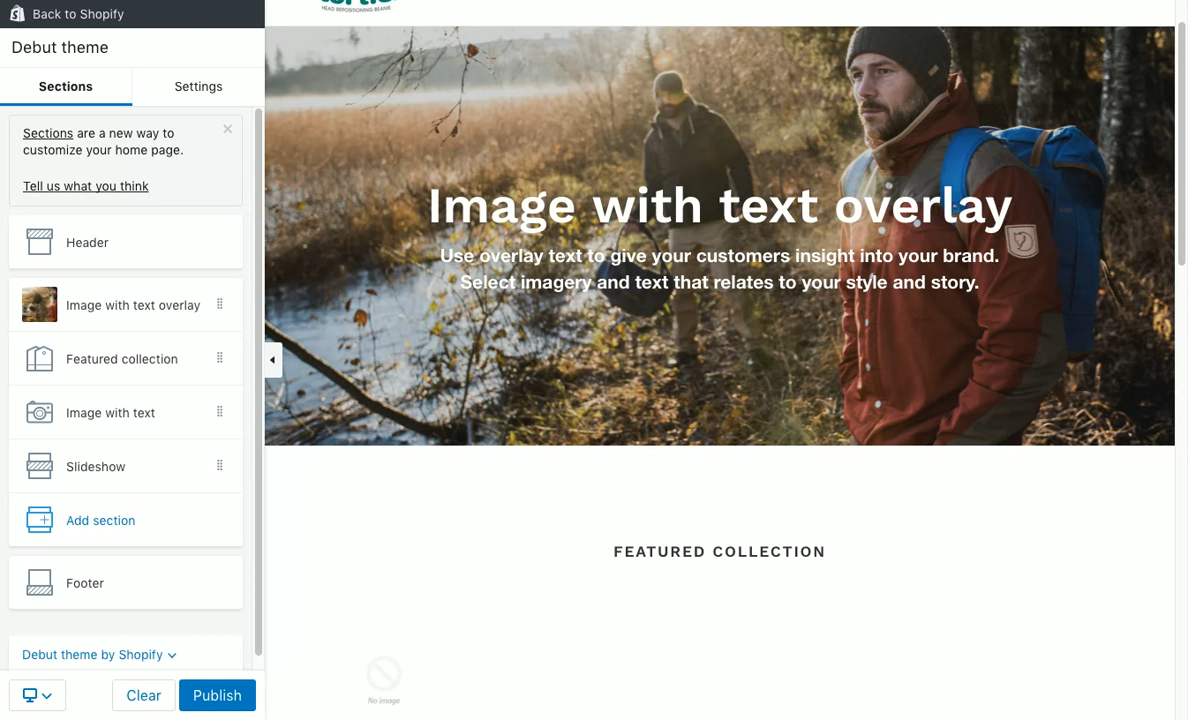 Back to Shopify
Debut theme
Sections
Settings
Sections are a new way to
customize your home page.
Tell us what you think
Header
Image with text overlay
Featured collection
Image with text
Slideshow
Add section
Footer
Debut theme by Shopify
Clear
Publish
HEAD REPOSITIONING BEANIE
Image with text overlay
Use overlay text to give your customers insight into your brand.
Select imagery and text that relates to your style and story.
FEATURED COLLECTION
No image